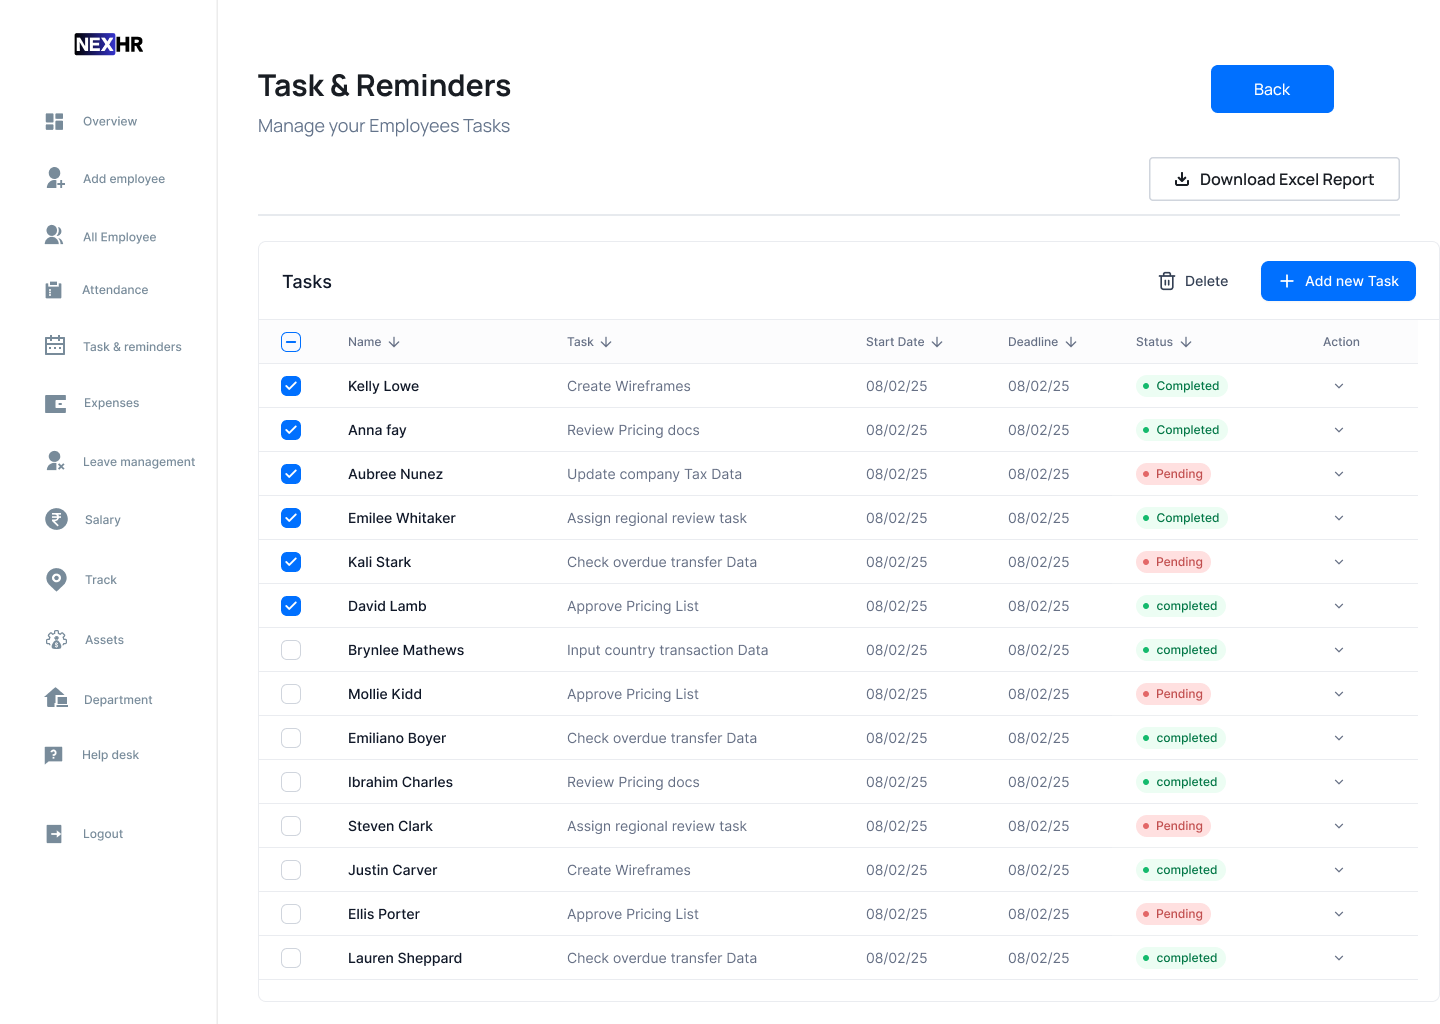 NEXHR
Overview
Add employee
All Employee
Attendance
Task & reminders
Expenses
Leave management
Salary
Track
Assets
Department
Help desk
Logout
Task & Reminders
Manage your Employees Tasks
Back
Download Excel Report
Tasks
Delete
Add new Task
Name Task Start Date Deadline Status Action
Kelly Lowe Create Wireframes 08/02/25 08/02/25 Completed
Anna fay Review Pricing docs 08/02/25 08/02/25 Completed
Aubree Nunez Update company Tax Data 08/02/25 08/02/25 Pending
Emilee Whitaker Assign regional review task 08/02/25 08/02/25 Completed
Kali Stark Check overdue transfer Data 08/02/25 08/02/25 Pending
David Lamb Approve Pricing List 08/02/25 08/02/25 completed
Brynlee Mathews Input country transaction Data 08/02/25 08/02/25 completed
Mollie Kidd Approve Pricing List 08/02/25 08/02/25 Pending
Emiliano Boyer Check overdue transfer Data 08/02/25 08/02/25 completed
Ibrahim Charles Review Pricing docs 08/02/25 08/02/25 completed
Steven Clark Assign regional review task 08/02/25 08/02/25 Pending
Justin Carver Create Wireframes 08/02/25 08/02/25 completed
Ellis Porter Approve Pricing List 08/02/25 08/02/25 Pending
Lauren Sheppard Check overdue transfer Data 08/02/25 08/02/25 completed